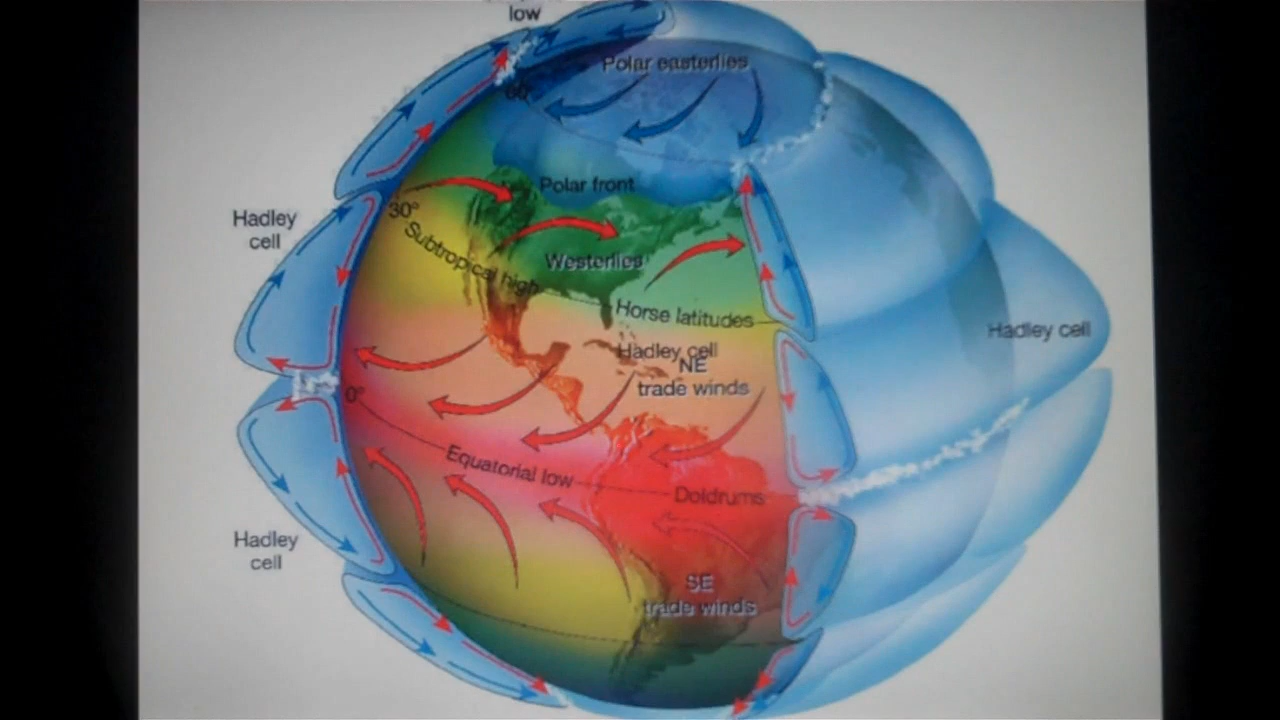 low
Polar easterlies
60°
Polar front
30°
Hadley
cell
Subtropical high
Westerlies
Horse latitudes
Hadley cell
Hadley cell
NE
trade winds
0°
Equatorial low
Doldrums
Hadley
cell
SE
trade winds